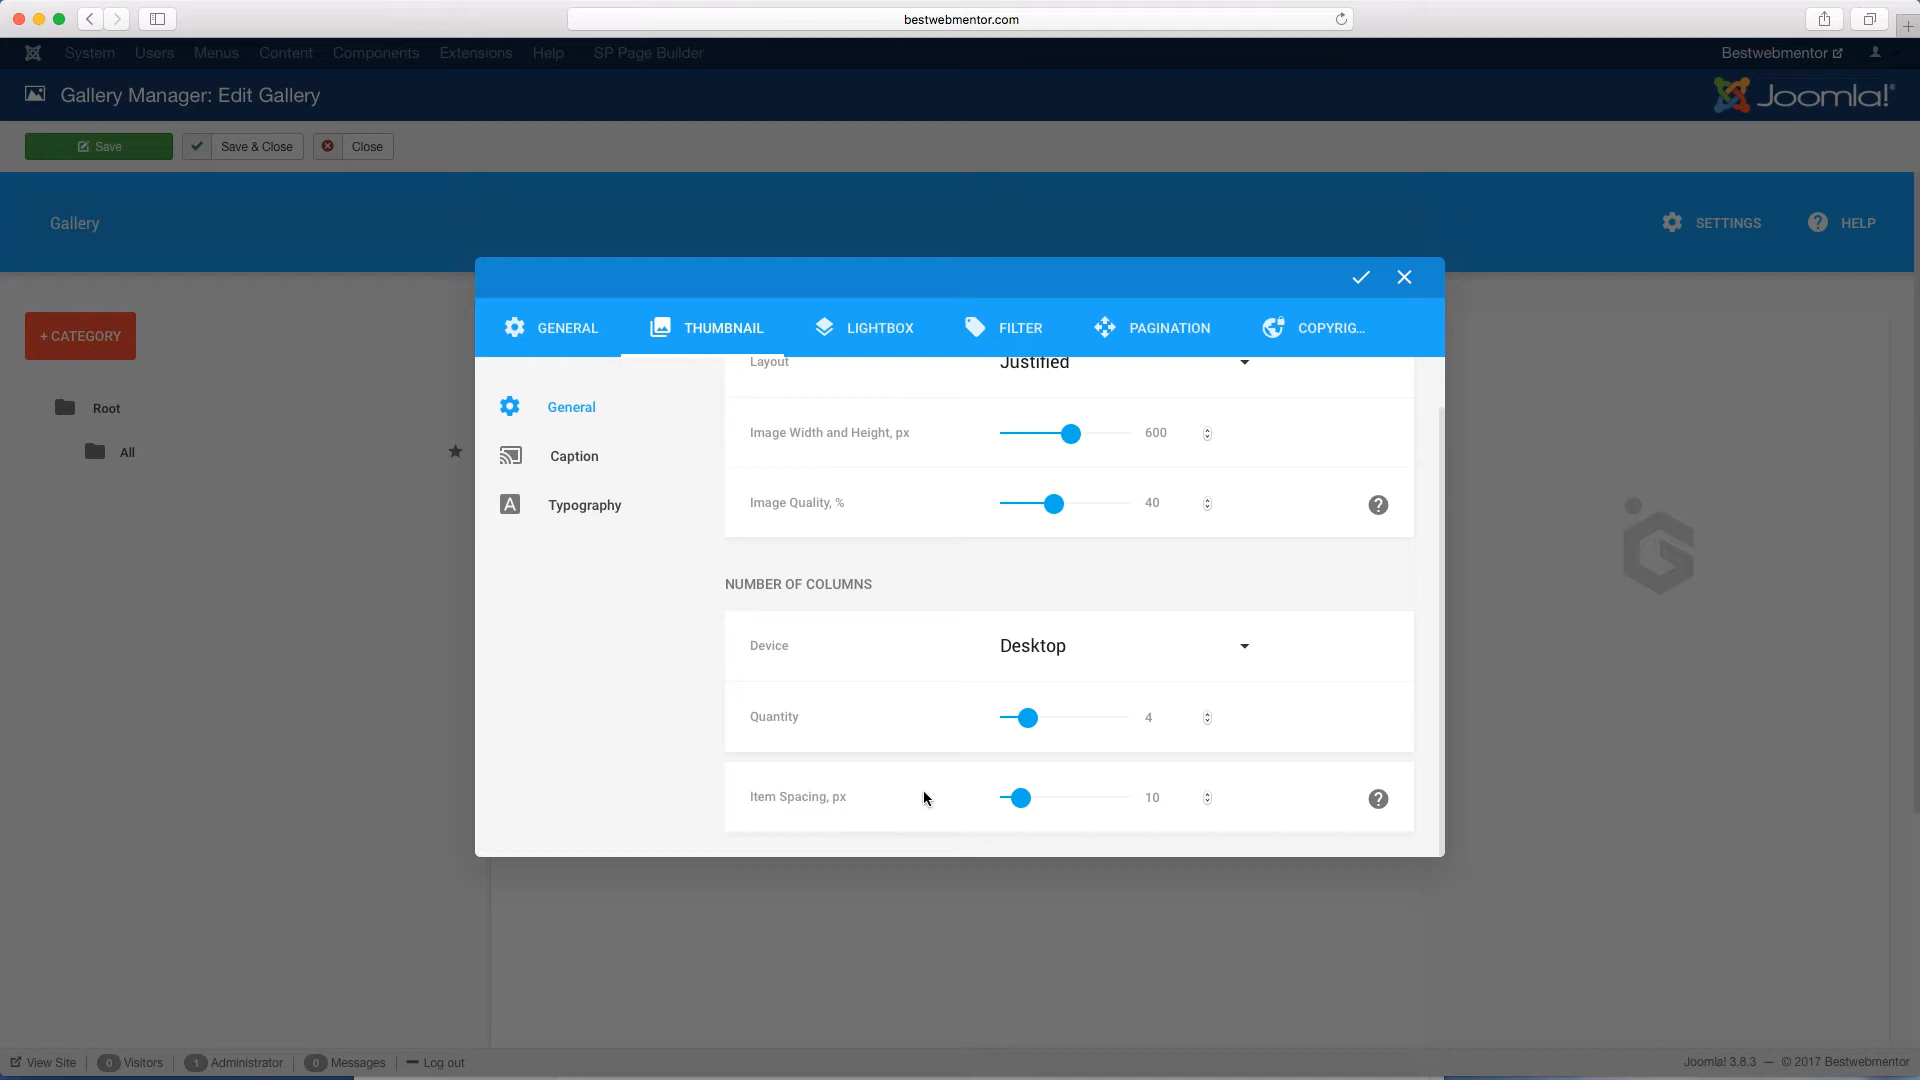 bestwebmentor.com
System Users Menus Content Components Extensions Help SP Page Builder Bestwebmentor
Gallery Manager: Edit Gallery Joomla!®
Save Save & Close Close
Gallery SETTINGS HELP
GENERAL THUMBNAIL LIGHTBOX FILTER PAGINATION COPYRIG...
+ CATEGORY
Root
All
General
Caption
Typography
Layout Justified
Image Width and Height, px 600
Image Quality, % 40
NUMBER OF COLUMNS
Device Desktop
Quantity 4
Item Spacing, px 10
View Site 0 Visitors 1 Administrator 0 Messages Log out Joomla! 3.8.3 — © 2017 Bestwebmentor